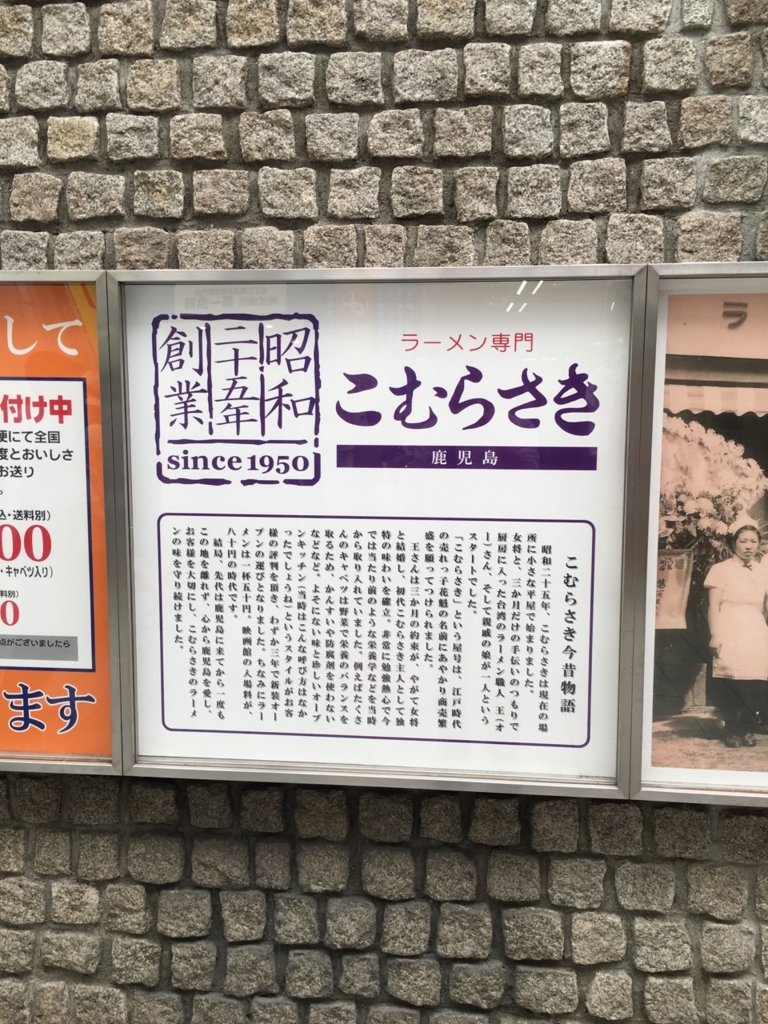 して
付け中
便にて全国
度とおいしさ
お送り
。
込・送料別)
00
・キャベツ入り)
料別)
0
点がございましたら
ます
昭和
二十五年
創業
since 1950
ラーメン専門
こむらさき
鹿児島
こむらさき今昔物語
昭和二十五年、こむらさきは現在の場
所に小さな平屋で始まりました。
女将と、三か月だけの手伝いのつもりで
厨房に入った台湾のラーメン職人 王(オ
ー)さん、そして親戚の娘が一人という
スタートでした。
「こむらさき」という屋号は、江戸時代
の売れっ子花魁の名前にあやかり商売繁
盛を願ってつけられました。
王さんは三か月の約束が、やがて女将
と結婚し、初代こむらさき主人として独
特の味わいを確立。非常に勉強熱心で今
では当たり前のような栄養学などを当時
から取り入れていました。例えばたくさ
んのキャベツは野菜で栄養のバランスを
取るため、かんすいや防腐剤を使わない
などなど。よそにない味と珍しいオープ
ンキッチン(当時はこんな呼び方はなか
ったでしょうね)というスタイルがお客
様の評判を頂き、わずか三年で新装オー
プンの運びとなりました。ちなみにラー
メンは一杯五十円。映画館の入場料が、
八十円の時代です。
結局、先代は鹿児島に来てから一度も
この地を離れず、心から鹿児島を愛し、
お客様を大切にし、こむらさきのラーメ
ンの味を守り続けました。
ラ